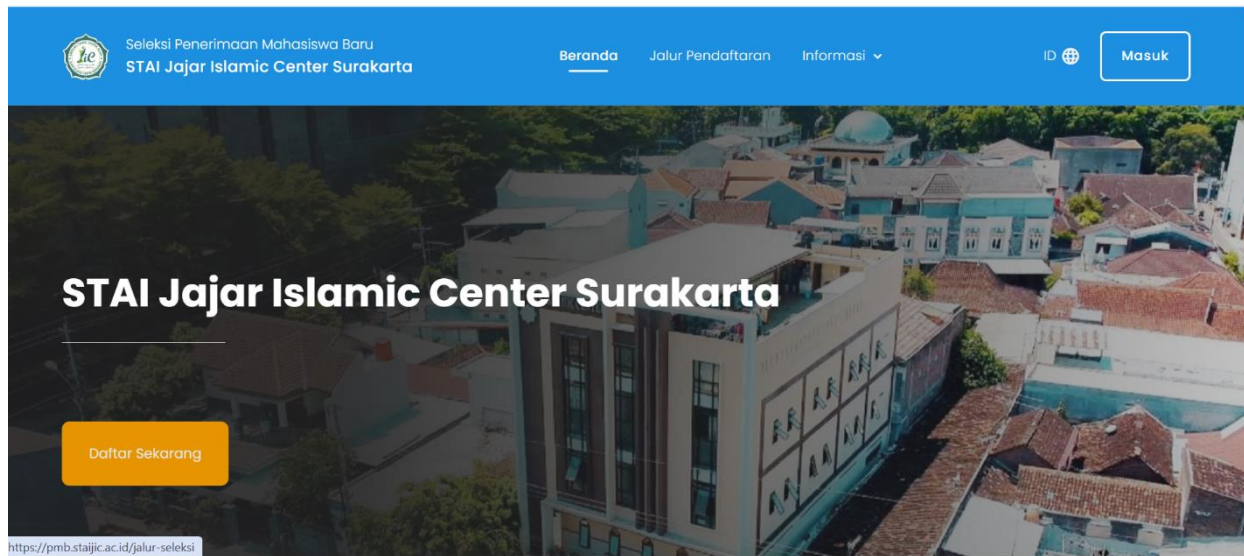 Seleksi Penerimaan Mahasiswa Baru
STAI Jajar Islamic Center Surakarta
Beranda
Jalur Pendaftaran
Informasi
ID
Masuk
STAI Jajar Islamic Center Surakarta
Daftar Sekarang
https://pmb.staijic.ac.id/jalur-seleksi